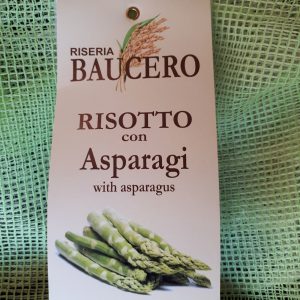 RISERIA
BAUCERO
RISOTTO
con
Asparagi
with asparagus